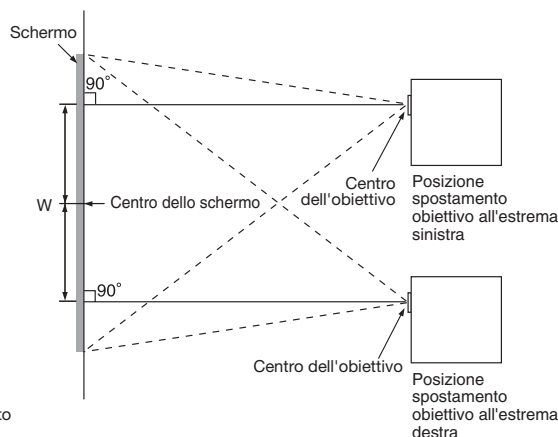 Schermo
90°
W
Centro dello schermo
Centro
dell'obiettivo
Posizione
spostamento
obiettivo all'estrema
sinistra
90°
Centro dell'obiettivo
Posizione
spostamento
obiettivo all'estrema
destra
to